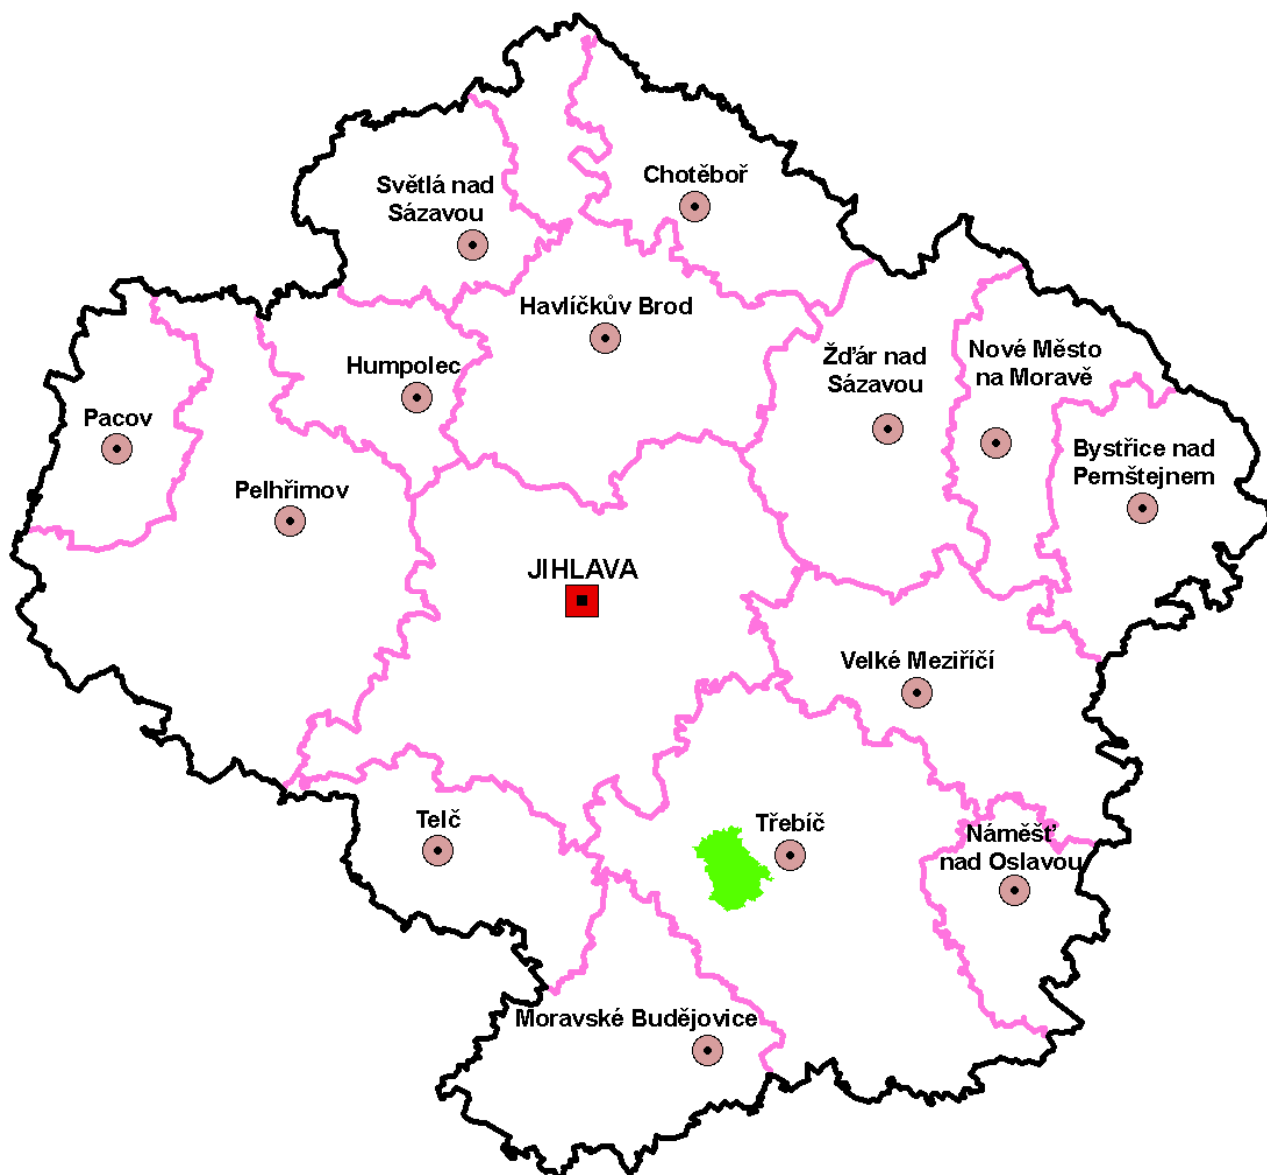 Chotěboř
Světlá nad
Sázavou
Havlíčkův Brod
Žďár nad
Sázavou
Nové Město
na Moravě
Humpolec
Pacov
Bystřice nad
Pernštejnem
Pelhřimov
JIHLAVA
Velké Meziříčí
Telč
Třebíč
Náměšť
nad Oslavou
Moravské Budějovice